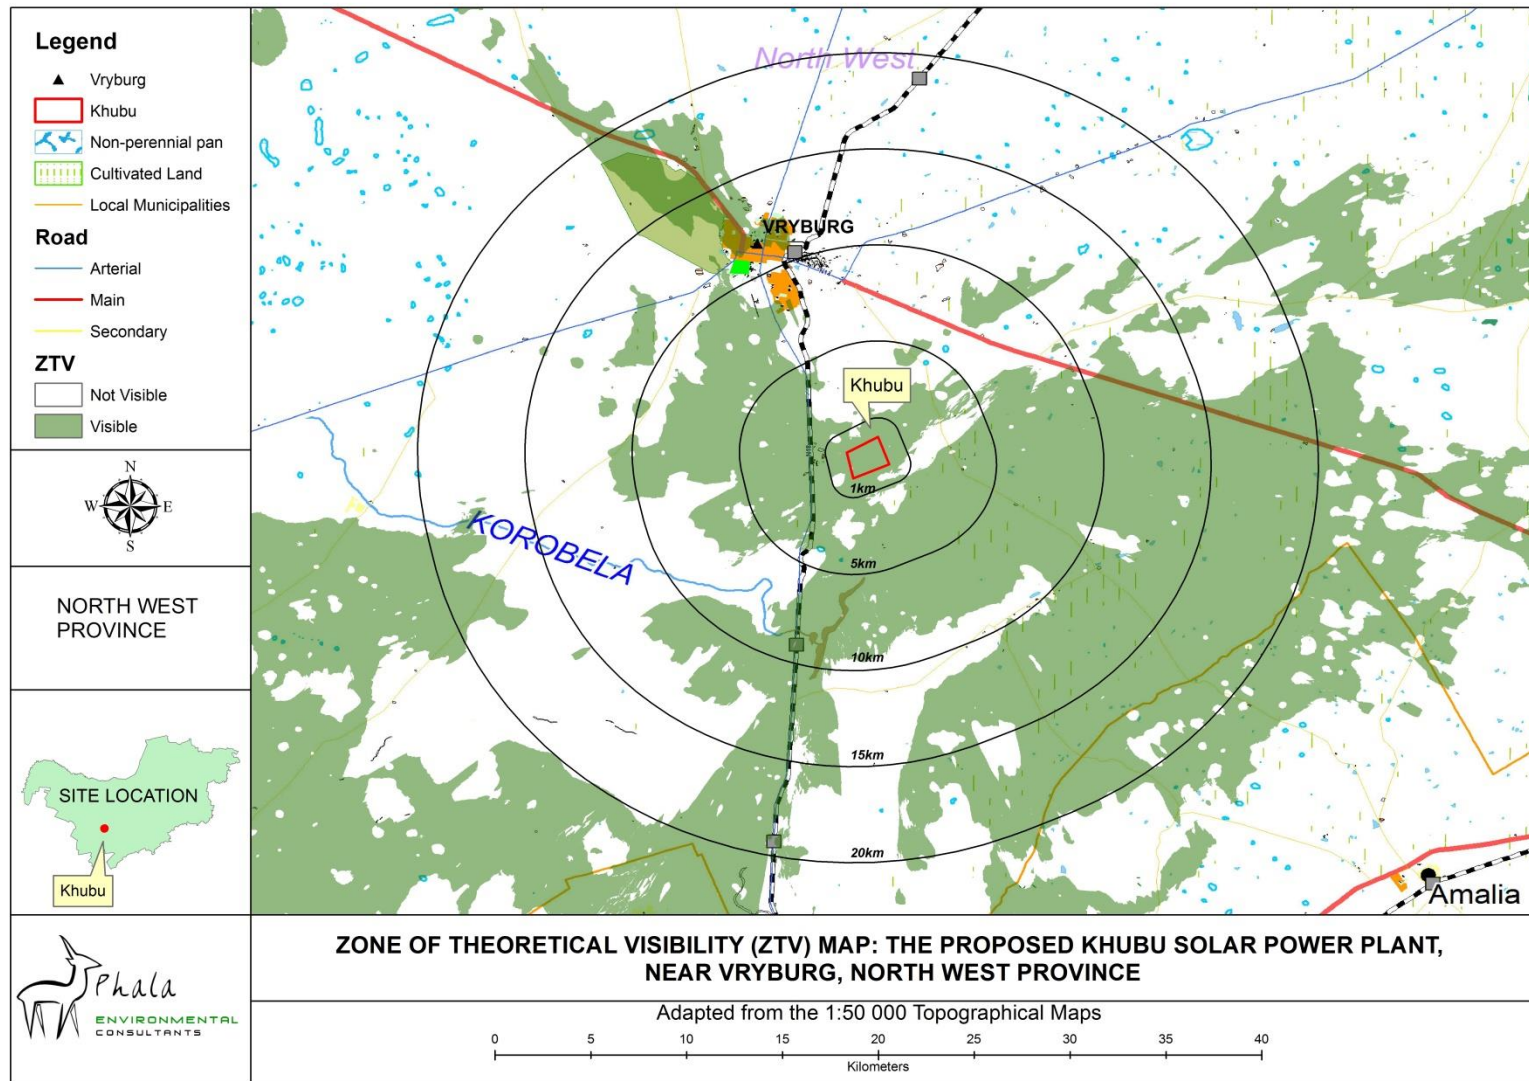 Legend
Vryburg
Khubu
Non-perennial pan
Cultivated Land
Local Municipalities
Road
Arterial
Main
Secondary
ZTV
Not Visible
Visible
N
W E
S
NORTH WEST
PROVINCE
SITE LOCATION
Khubu
Phala
ENVIRONMENTAL
CONSULTANTS
North West
VRYBURG
Khubu
1km
KOROBELA
5km
10km
15km
20km
Amalia
ZONE OF THEORETICAL VISIBILITY (ZTV) MAP: THE PROPOSED KHUBU SOLAR POWER PLANT,
NEAR VRYBURG, NORTH WEST PROVINCE
Adapted from the 1:50 000 Topographical Maps
0 5 10 15 20 25 30 35 40
Kilometers